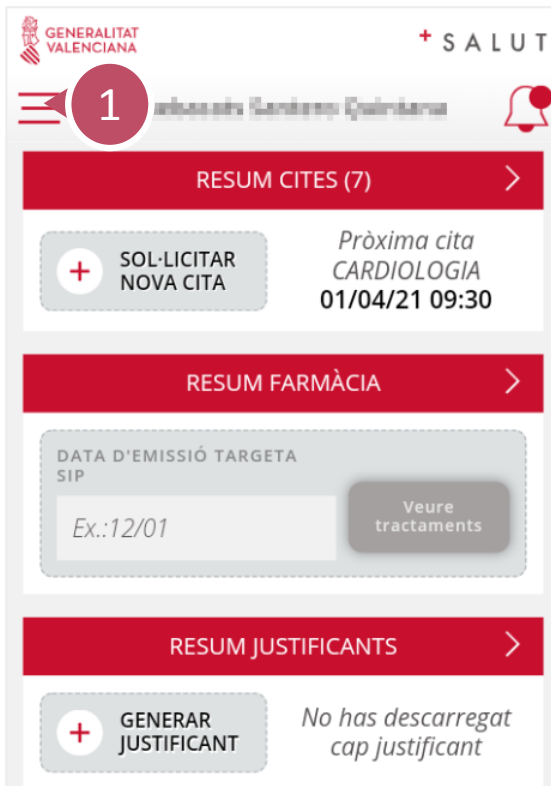 GENERALITAT
VALENCIANA
+ SALUT
1
RESUM CITES (7)
SOL·LICITAR
NOVA CITA
Pròxima cita
CARDIOLOGIA
01/04/21 09:30
RESUM FARMÀCIA
DATA D'EMISSIÓ TARGETA
SIP
Ex.:12/01
Veure
tractaments
RESUM JUSTIFICANTS
GENERAR
JUSTIFICANT
No has descarregat
cap justificant